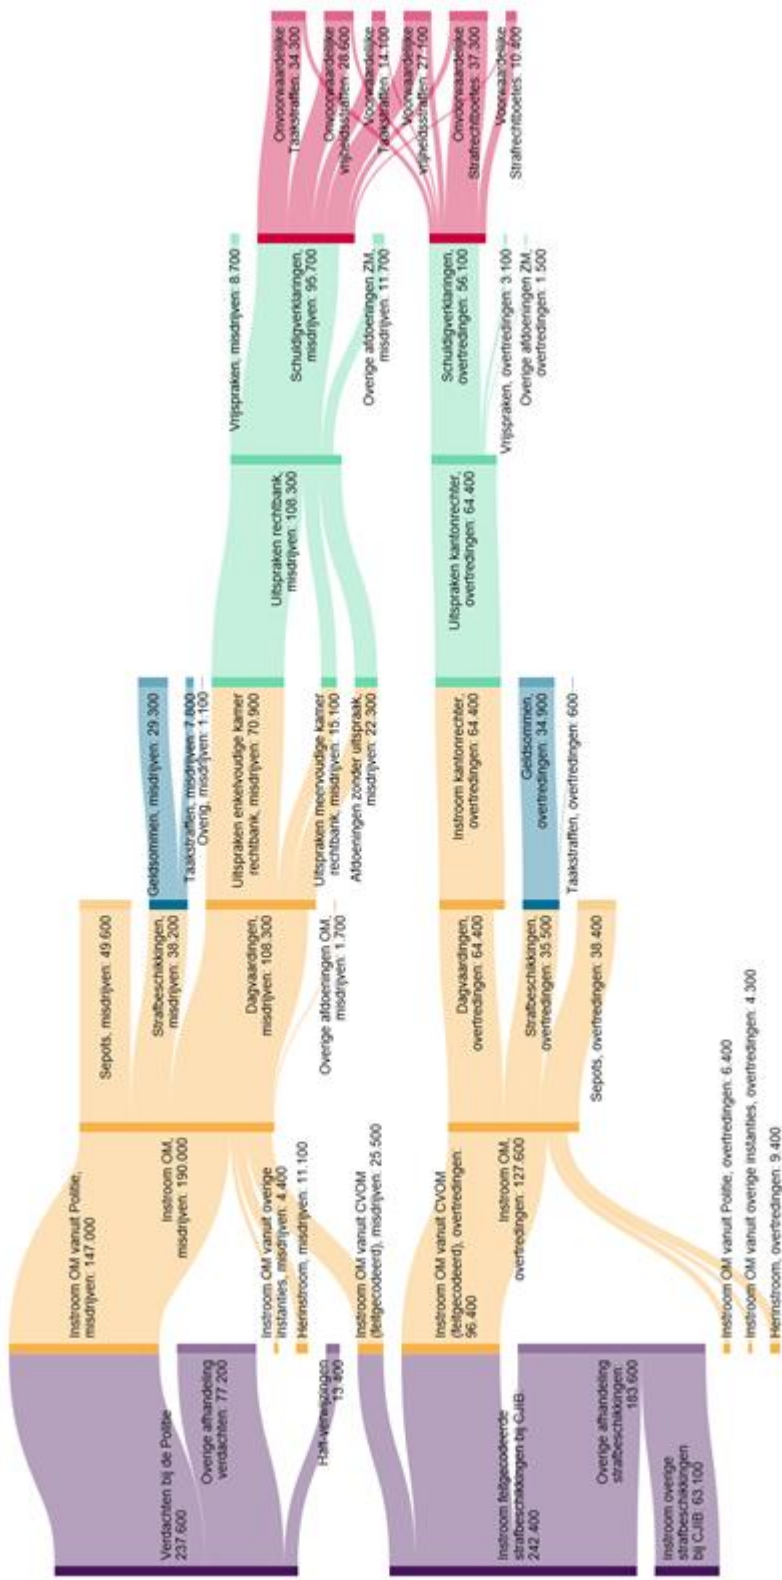 Verdachten bij de Politie
237.600
Overige afhandeling
verdachten: 77.200
Halt-verwijzingen
13.400
Instroom feitgecodeerde
strafbeschikkingen bij CJIB
242.400
Overige afhandeling
strafbeschikkingen
183.600
Instroom overige
strafbeschikkingen
bij CJIB: 63.100
Instroom OM vanuit Politie,
misdrijven: 147.000
Instroom OM,
misdrijven: 190.000
Instroom OM vanuit overige
instanties, misdrijven: 4.400
Herinstroom, misdrijven: 11.100
Instroom OM vanuit CVOM
(feitgecodeerd), misdrijven: 25.500
Instroom OM vanuit CVOM
(feitgecodeerd), overtredingen:
96.400
Instroom OM,
overtredingen: 127.600
Instroom OM vanuit Politie, overtredingen: 6.400
Instroom OM vanuit overige instanties, overtredingen: 4.300
Herinstroom, overtredingen: 9.400
Sepots, misdrijven: 49.600
Strafbeschikkingen,
misdrijven: 38.200
Dagvaardingen,
misdrijven: 108.300
Overige afdoeningen OM,
misdrijven: 1.700
Dagvaardingen,
overtredingen: 64.400
Strafbeschikkingen,
overtredingen: 35.500
Sepots, overtredingen: 38.400
Geldsommen, misdrijven: 29.300
Taakstraffen, misdrijven: 7.800
Overig, misdrijven: 1.100
Uitspraken enkelvoudige kamer
rechtbank, misdrijven: 70.900
Uitspraken meervoudige kamer
rechtbank, misdrijven: 15.100
Afdoeningen zonder uitspraak,
misdrijven: 22.300
Instroom kantonrechter,
overtredingen: 64.400
Geldsommen,
overtredingen: 34.900
Taakstraffen, overtredingen: 600
Uitspraken rechtbank,
misdrijven: 108.300
Uitspraken kantonrechter,
overtredingen: 64.400
Vrijspraken, misdrijven: 8.700
Schuldigverklaringen,
misdrijven: 95.700
Overige afdoeningen ZM,
misdrijven: 11.700
Schuldigverklaringen,
overtredingen: 56.100
Vrijspraken, overtredingen: 3.100
Overige afdoeningen ZM,
overtredingen: 1.500
Onvoorwaardelijke
Taakstraffen: 34.300
Onvoorwaardelijke
vrijheidsstraffen: 28.600
Voorwaardelijke
Taakstraffen: 14.100
Voorwaardelijke
vrijheidsstraffen: 27.100
Onvoorwaardelijke
Strafrechtboetes: 37.300
Voorwaardelijke
Strafrechtboetes: 10.400